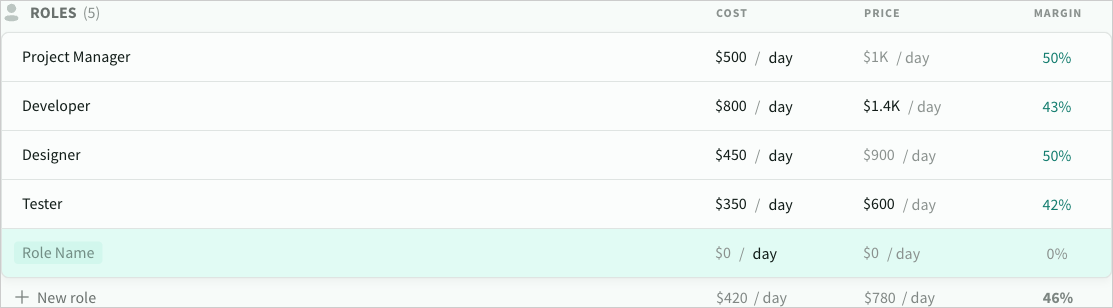 ROLES (5) COST PRICE MARGIN
Project Manager $500 / day $1K / day 50%
Developer $800 / day $1.4K / day 43%
Designer $450 / day $900 / day 50%
Tester $350 / day $600 / day 42%
Role Name $0 / day $0 / day 0%
+ New role $420 / day $780 / day 46%